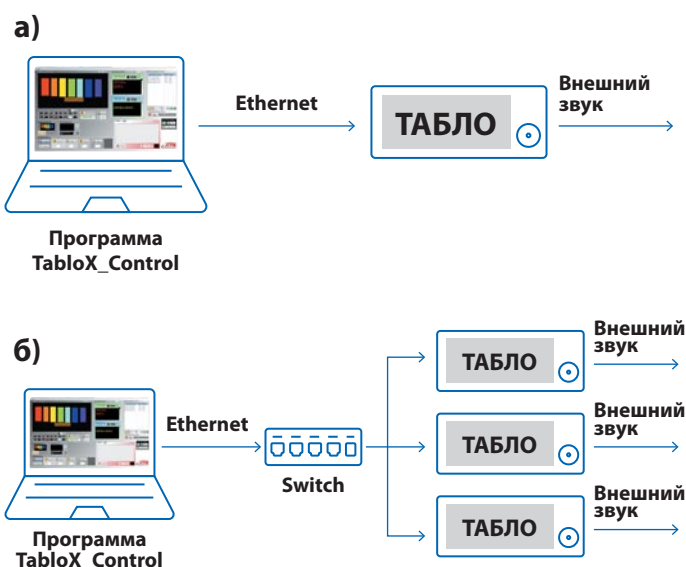 а)
Ethernet
ТАБЛО
Внешний
звук
Программа
TabloX_Control
б)
Ethernet
Switch
ТАБЛО
Внешний
звук
ТАБЛО
Внешний
звук
ТАБЛО
Внешний
звук
Программа
TabloX_Control